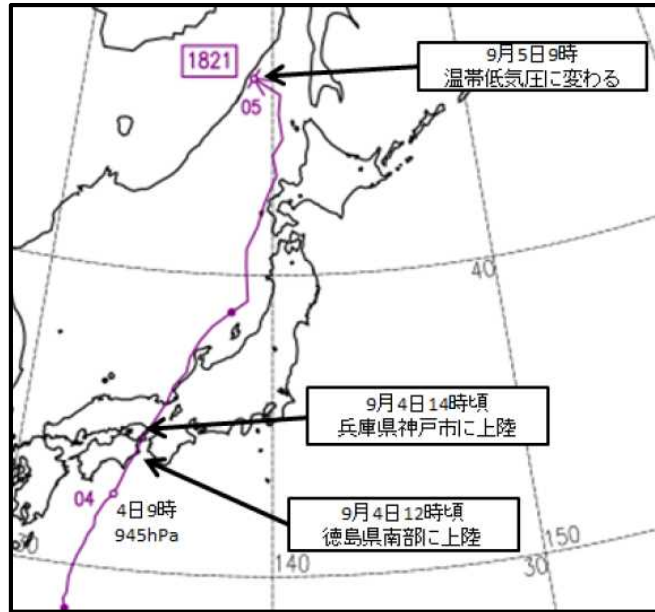 9月5日9時
温帯低気圧に変わる
1821
05
40
9月4日14時頃
兵庫県神戸市に上陸
04
4日9時
945hPa
9月4日12時頃
徳島県南部に上陸
150
30
140
30